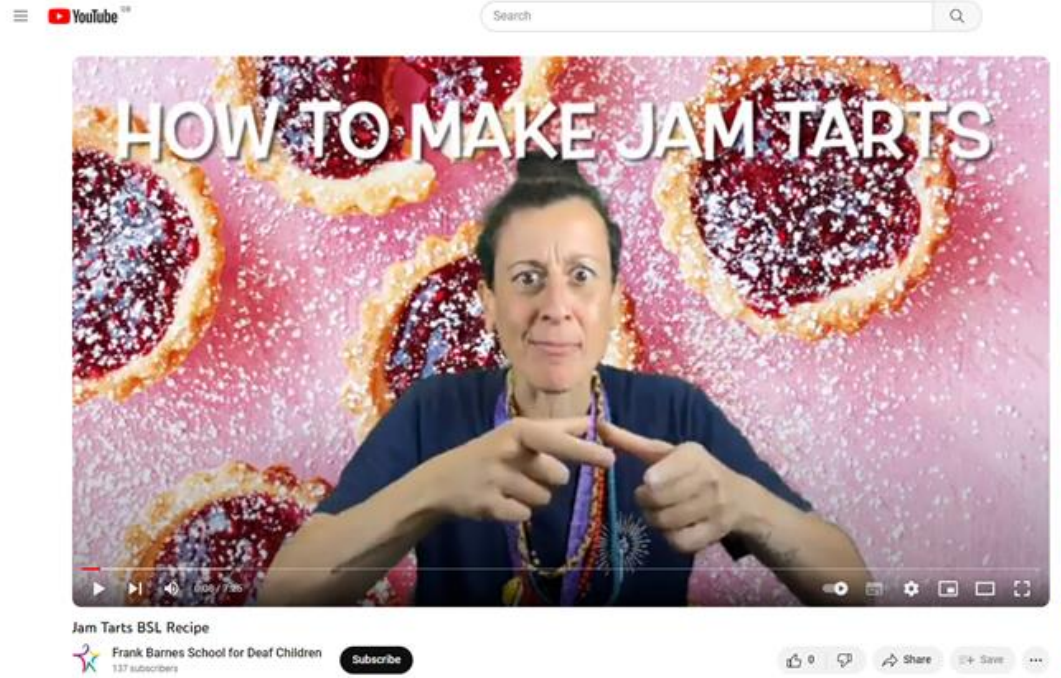 YouTube GB
Search
HOW TO MAKE JAM TARTS
Jam Tarts BSL Recipe
Frank Barnes School for Deaf Children
137 subscribers
Subscribe
0
Share
Save